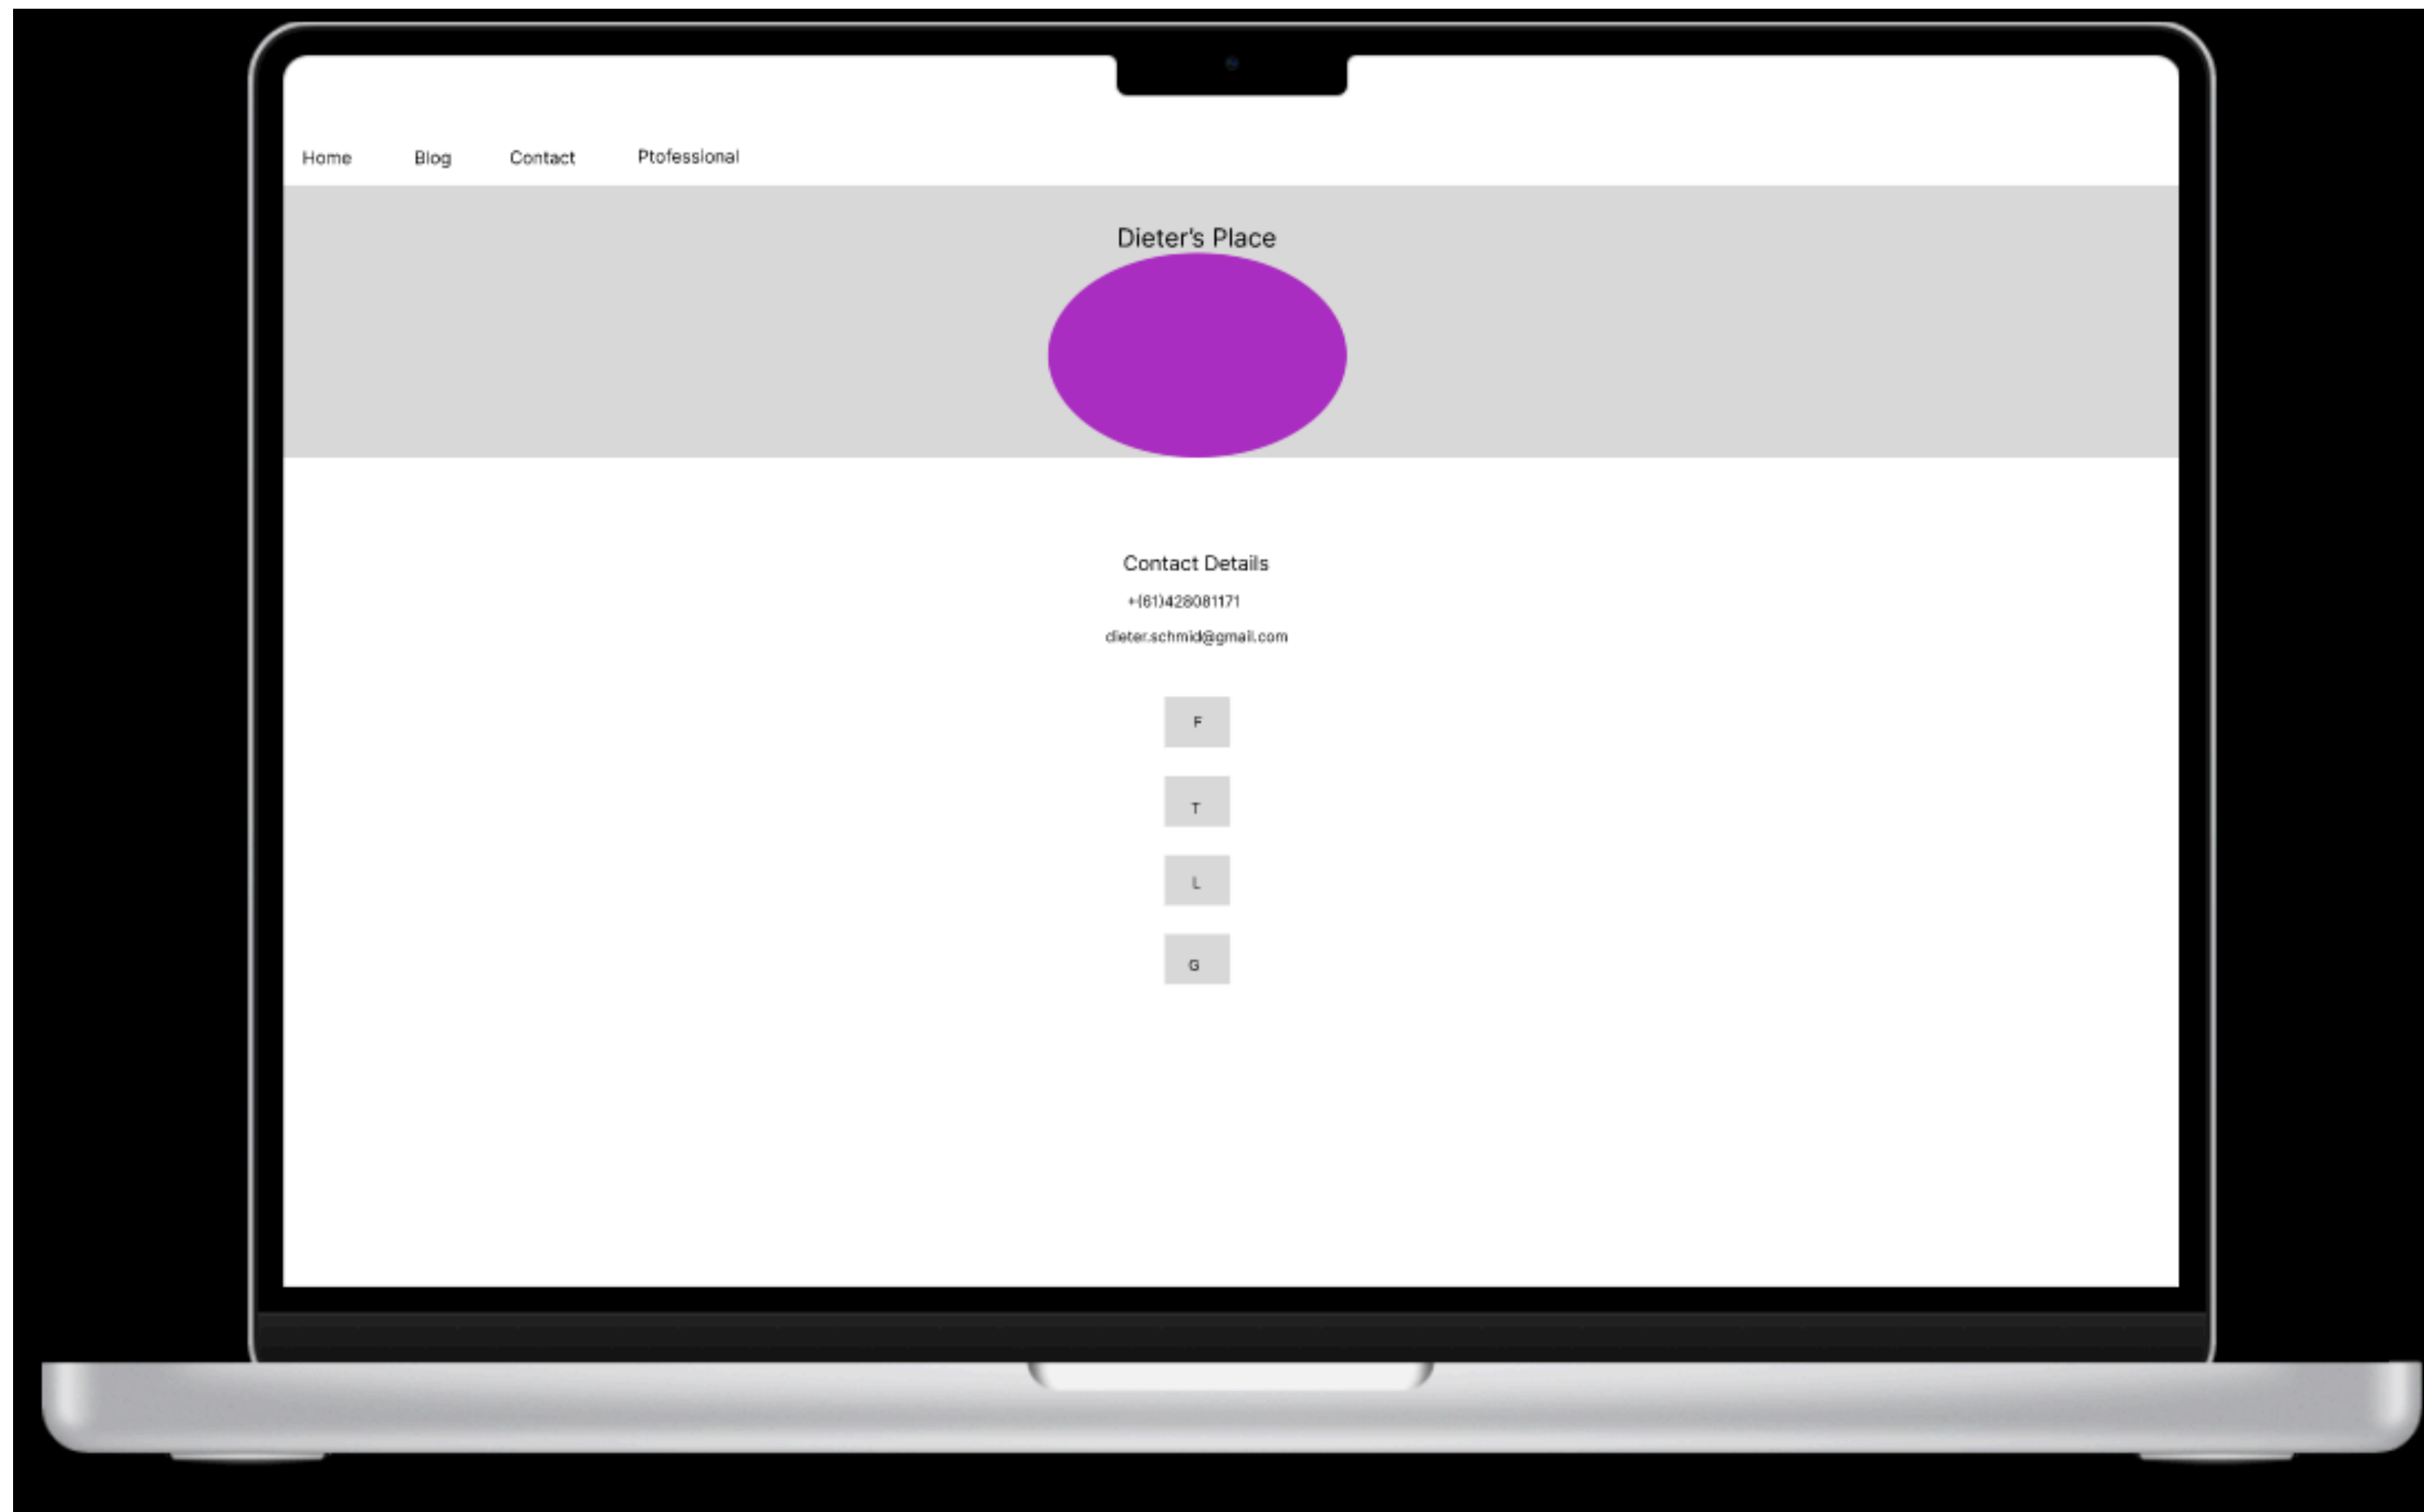 Home Blog Contact Ptofessional
Dieter's Place
Contact Details
+(61)428081171
dieter.schmid@gmail.com
F
T
L
G